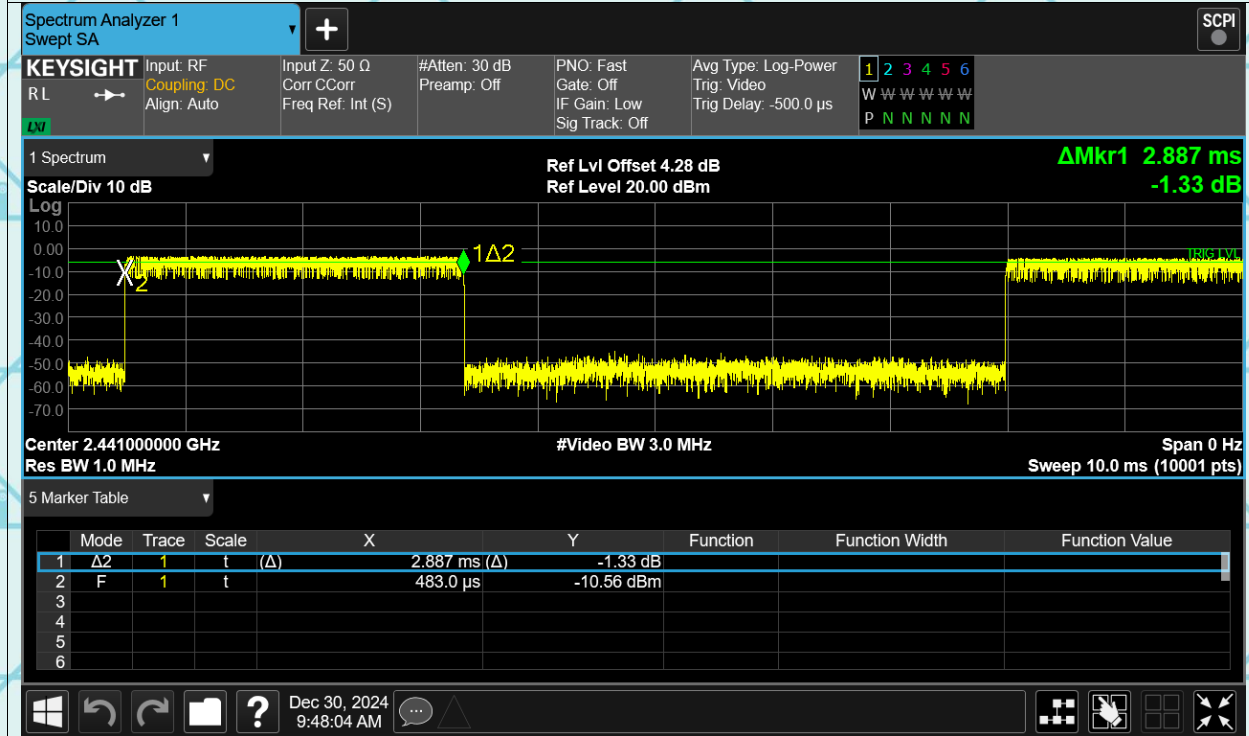 Spectrum Analyzer 1
Swept SA
+
SCPI
KEYSIGHT
R L
LXI
Input: RF
Coupling: DC
Align: Auto
Input Z: 50 Ω
Corr CCorr
Freq Ref: Int (S)
#Atten: 30 dB
Preamp: Off
PNO: Fast
Gate: Off
IF Gain: Low
Sig Track: Off
Avg Type: Log-Power
Trig: Video
Trig Delay: -500.0 µs
1 2 3 4 5 6
W W W W W W
P N N N N N
1 Spectrum
Scale/Div 10 dB
Ref Lvl Offset 4.28 dB
Ref Level 20.00 dBm
ΔMkr1 2.887 ms
-1.33 dB
Log
10.0
0.00
-10.0
-20.0
-30.0
-40.0
-50.0
-60.0
-70.0
X
2
1Δ2
TRIG LVL
Center 2.441000000 GHz
Res BW 1.0 MHz
#Video BW 3.0 MHz
Span 0 Hz
Sweep 10.0 ms (10001 pts)
5 Marker Table
Mode Trace Scale X Y Function Function Width Function Value
1 Δ2 1 t (Δ) 2.887 ms (Δ) -1.33 dB
2 F 1 t 483.0 µs -10.56 dBm
3
4
5
6
?
Dec 30, 2024
9:48:04 AM